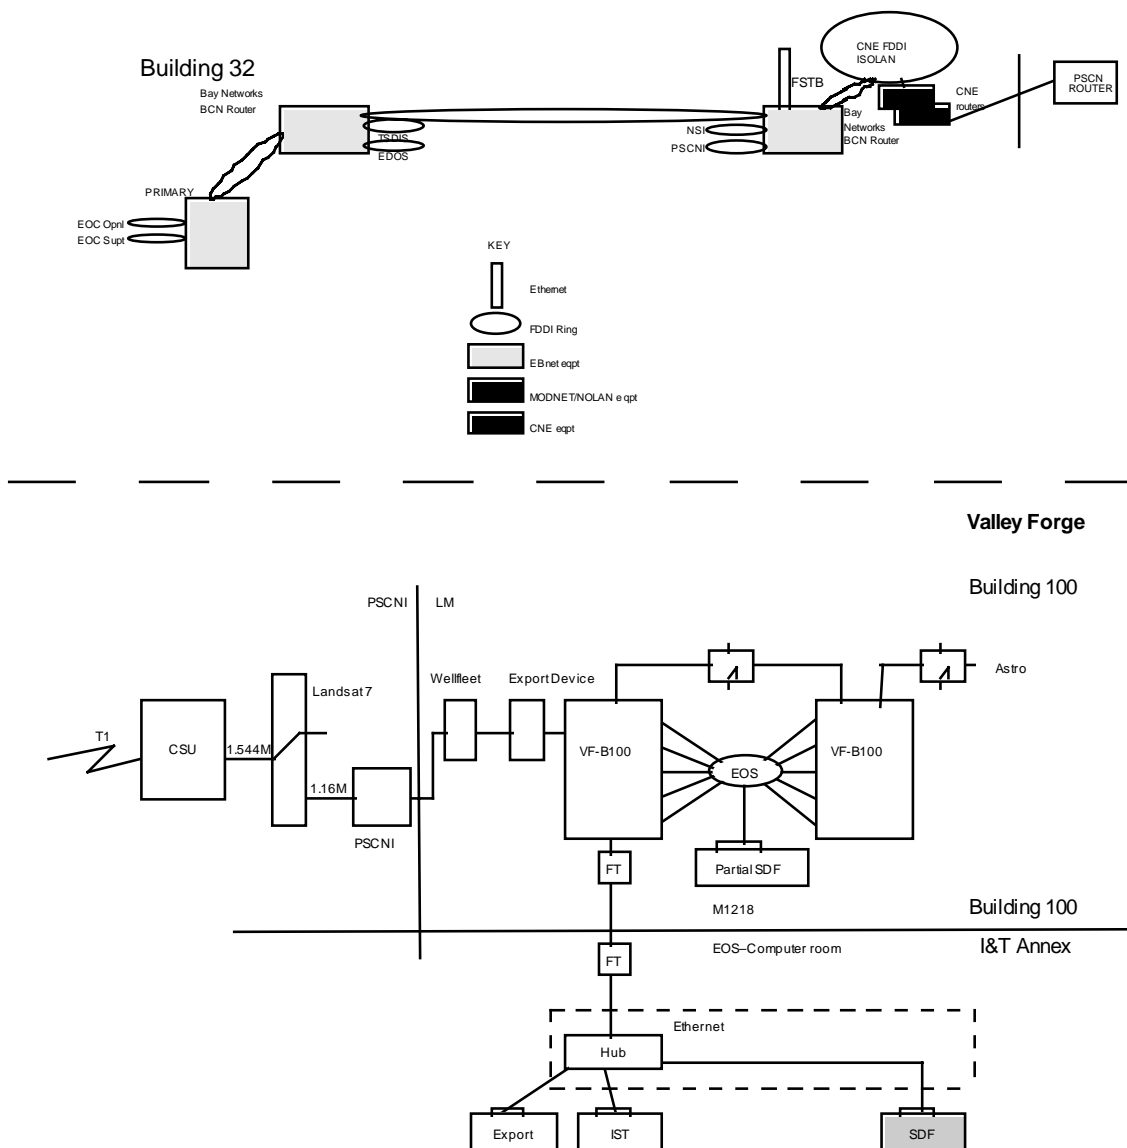 Building 32
Bay Networks
BCN Router
CNE FDDI
ISOLAN
FSTB
CNE
routers
PSCN
ROUTER
Bay
Networks
BCN Router
TSDIS
EDOS
NSI
PSCNI
PRIMARY
EOC Opnl
EOC Supt
KEY
Ethernet
FDDI Ring
EBnet eqpt
MODNET/NOLAN eqpt
CNE eqpt
Valley Forge
Building 100
PSCNI
LM
Astro
Wellfleet
Export Device
Landsat 7
T1
CSU
1.544M
VF-B100
EOS
VF-B100
1.16M
PSCNI
FT
Partial SDF
M1218
Building 100
EOS–Computer room
I&T Annex
FT
Ethernet
Hub
Export
IST
SDF